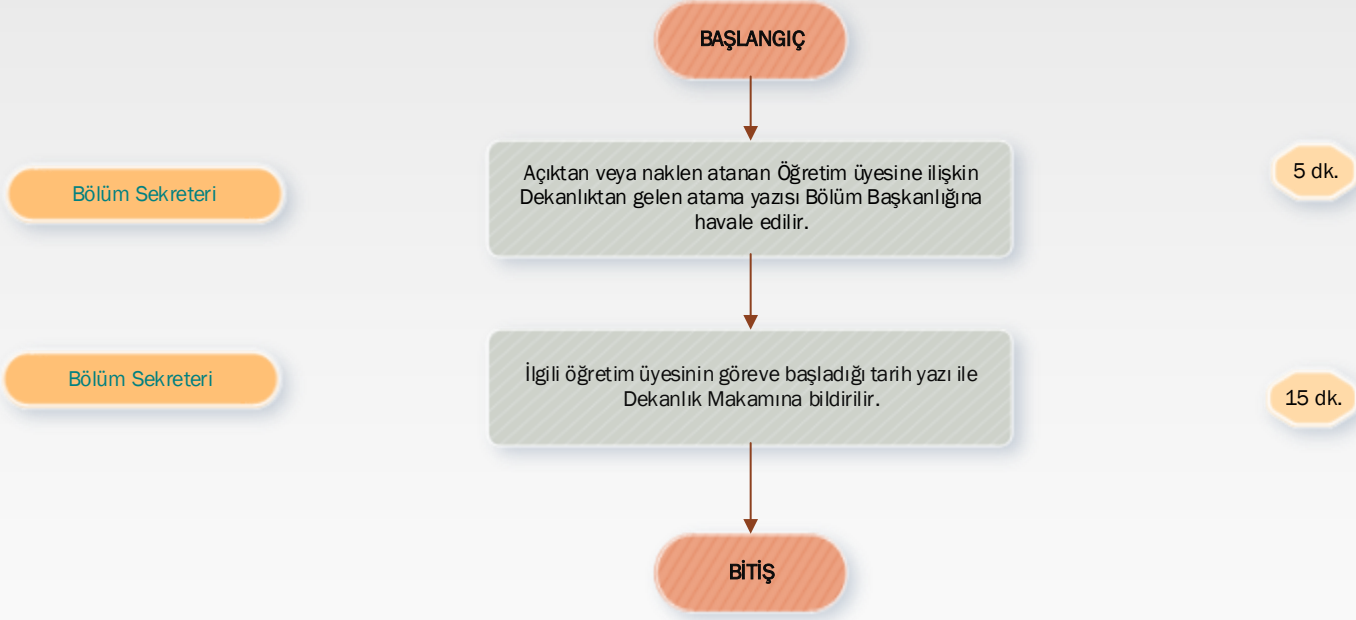 BAŞLANGIÇ
Bölüm Sekreteri
Açıktan veya naklen atanan Öğretim üyesine ilişkin
Dekanlıktan gelen atama yazısı Bölüm Başkanlığına
havale edilir.
5 dk.
Bölüm Sekreteri
İlgili öğretim üyesinin göreve başladığı tarih yazı ile
Dekanlık Makamına bildirilir.
15 dk.
BİTİŞ